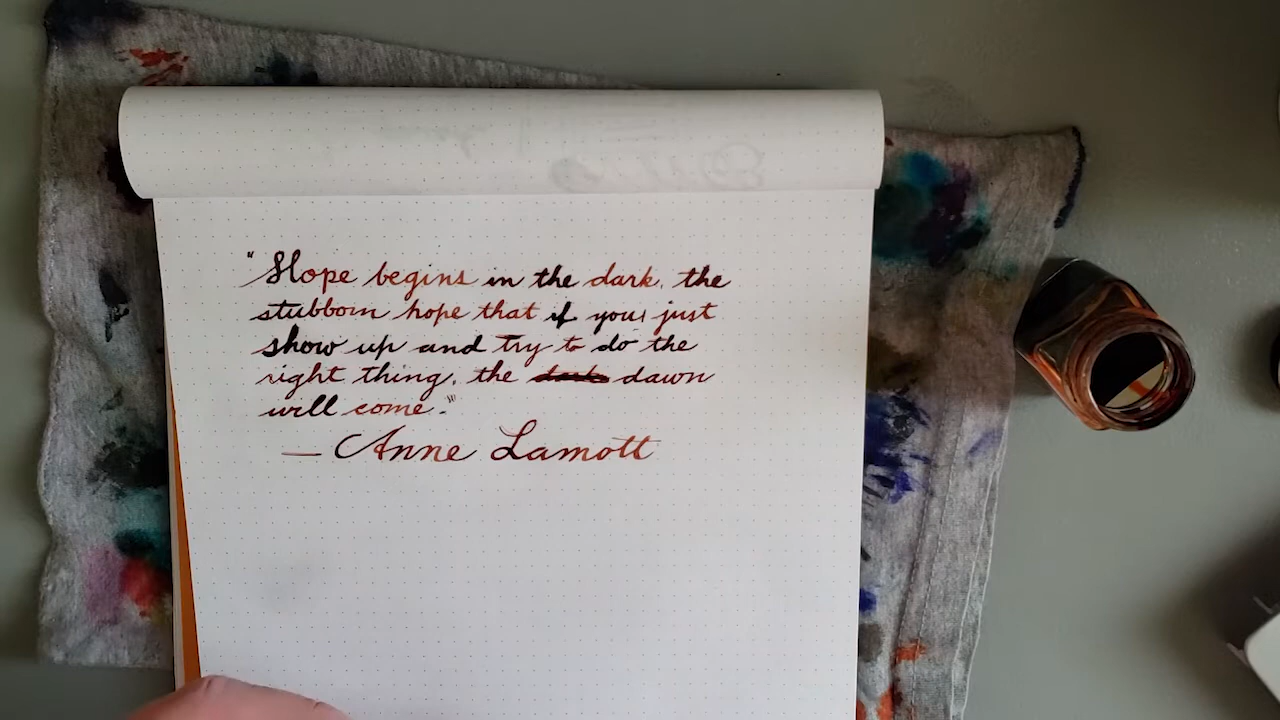 "Hope begins in the dark, the
stubborn hope that if you just
show up and try to do the
right thing, the dark dawn
will come."
— Anne Lamott